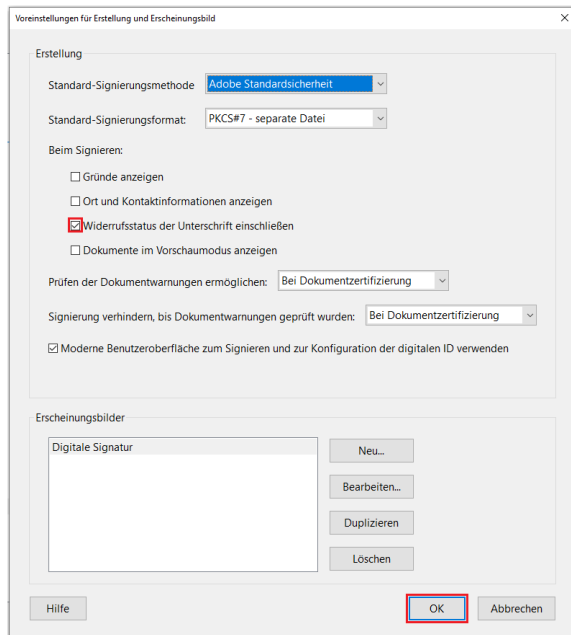 Voreinstellungen für Erstellung und Erscheinungsbild
Erstellung
Standard-Signierungsmethode Adobe Standardsicherheit
Standard-Signierungsformat: PKCS#7 - separate Datei
Beim Signieren:
Gründe anzeigen
Ort und Kontaktinformationen anzeigen
Widerrufsstatus der Unterschrift einschließen
Dokumente im Vorschaumodus anzeigen
Prüfen der Dokumentwarnungen ermöglichen: Bei Dokumentzertifizierung
Signierung verhindern, bis Dokumentwarnungen geprüft wurden: Bei Dokumentzertifizierung
Moderne Benutzeroberfläche zum Signieren und zur Konfiguration der digitalen ID verwenden
Erscheinungsbilder
Digitale Signatur
Neu...
Bearbeiten...
Duplizieren
Löschen
Hilfe OK Abbrechen